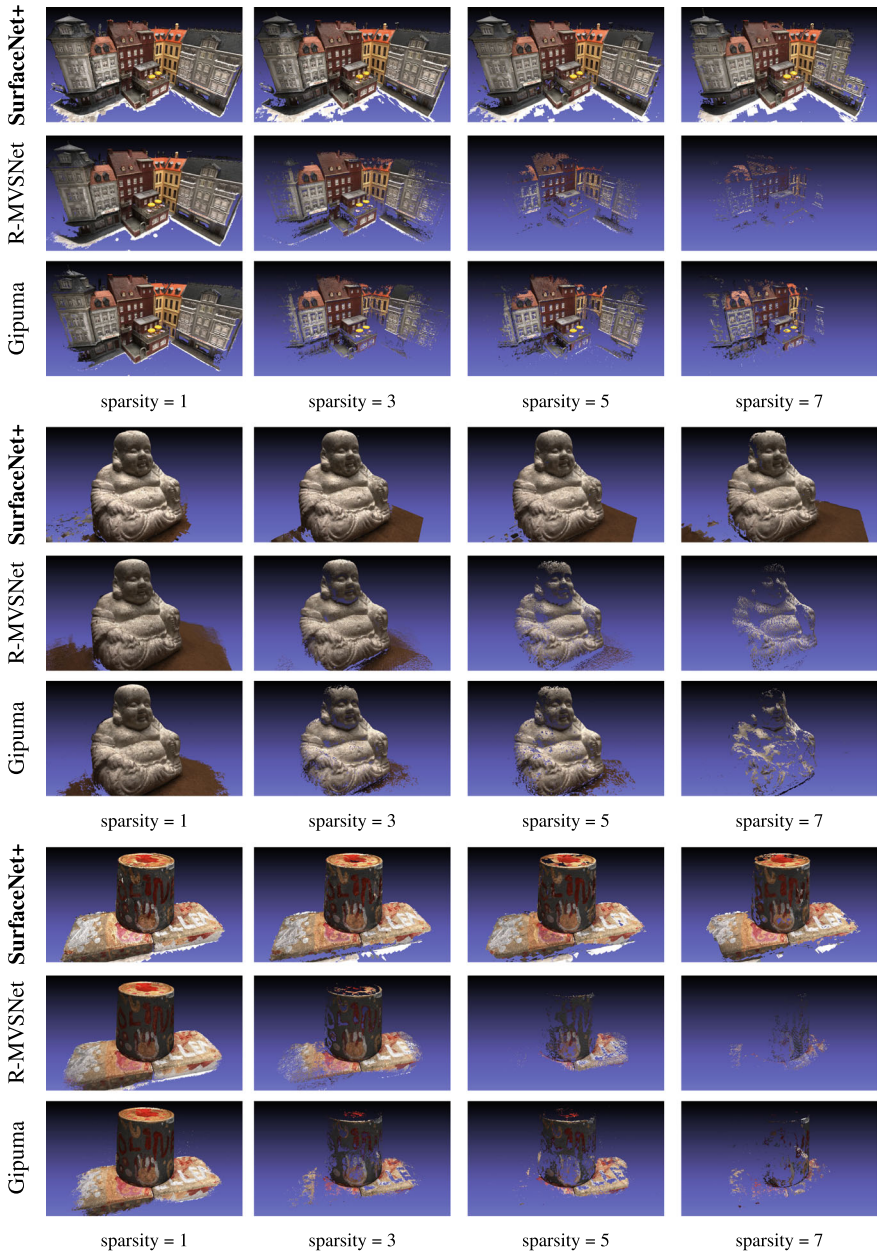 SurfaceNet+
R-MVSNet
Gipuma
sparsity = 1 sparsity = 3 sparsity = 5 sparsity = 7
SurfaceNet+
R-MVSNet
Gipuma
sparsity = 1 sparsity = 3 sparsity = 5 sparsity = 7
SurfaceNet+
R-MVSNet
Gipuma
sparsity = 1 sparsity = 3 sparsity = 5 sparsity = 7